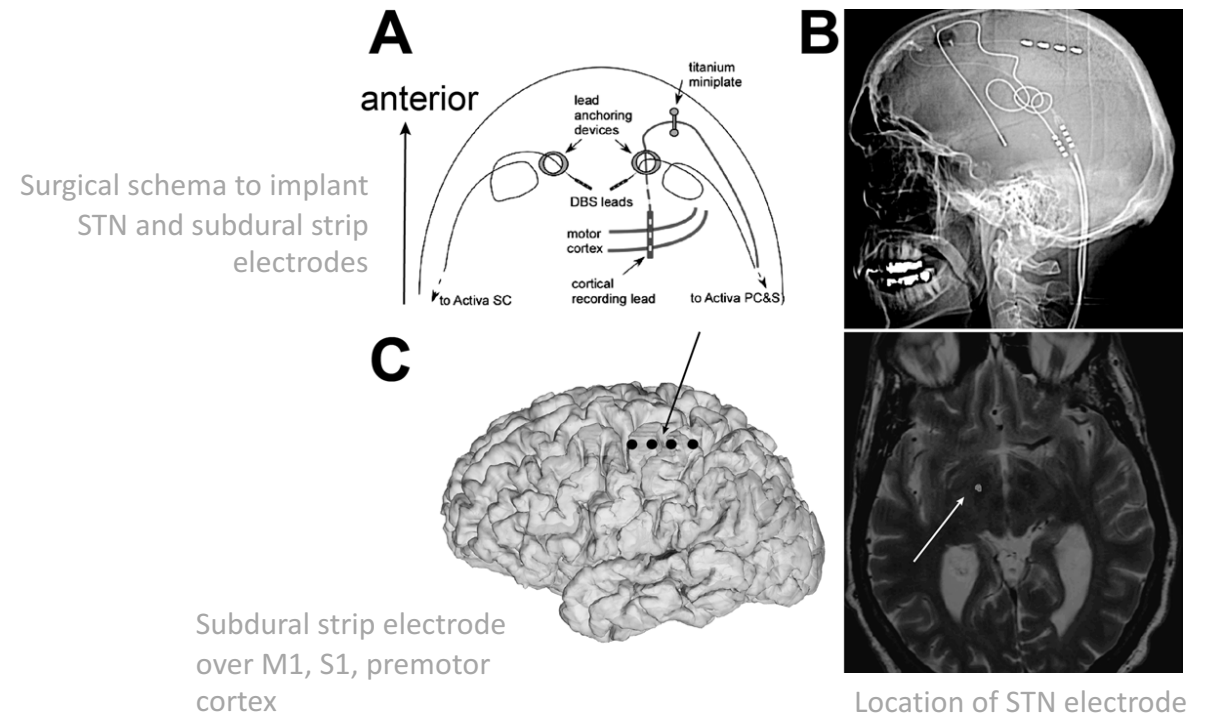 A
B
anterior
titanium
miniplate
lead
anchoring
devices
Surgical schema to implant
STN and subdural strip
electrodes
DBS leads
motor
cortex
cortical
recording lead
to Activa SC
to Activa PC&S)
C
Subdural strip electrode
over M1, S1, premotor
cortex
Location of STN electrode